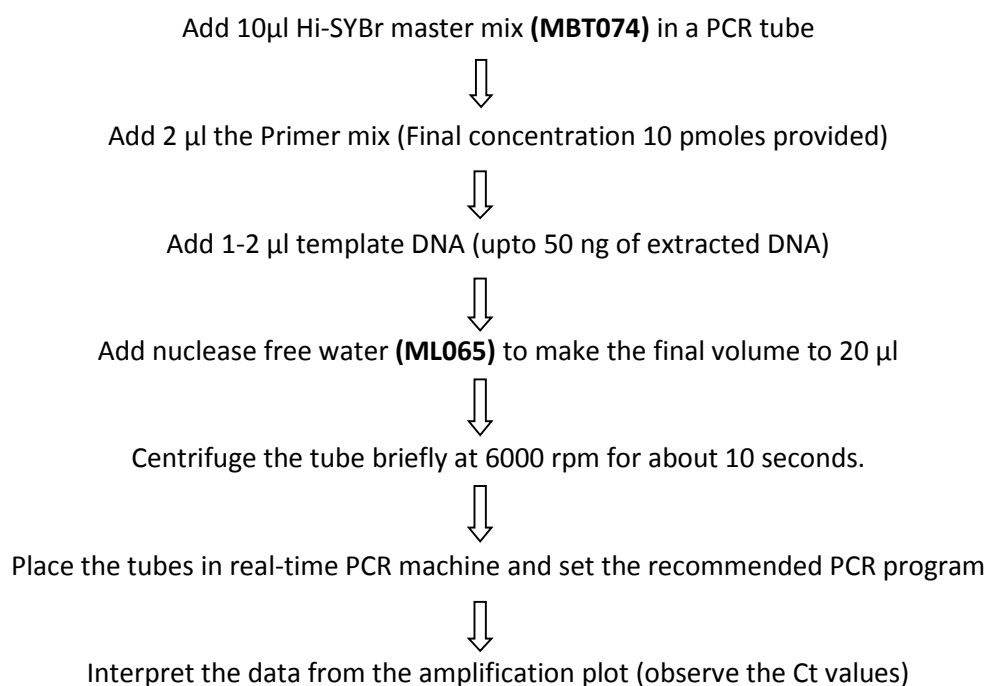 Add 10µl Hi-SYBr master mix (MBT074) in a PCR tube
Add 2 µl the Primer mix (Final concentration 10 pmoles provided)
Add 1-2 µl template DNA (upto 50 ng of extracted DNA)
Add nuclease free water (ML065) to make the final volume to 20 µl
Centrifuge the tube briefly at 6000 rpm for about 10 seconds.
Place the tubes in real-time PCR machine and set the recommended PCR program
Interpret the data from the amplification plot (observe the Ct values)